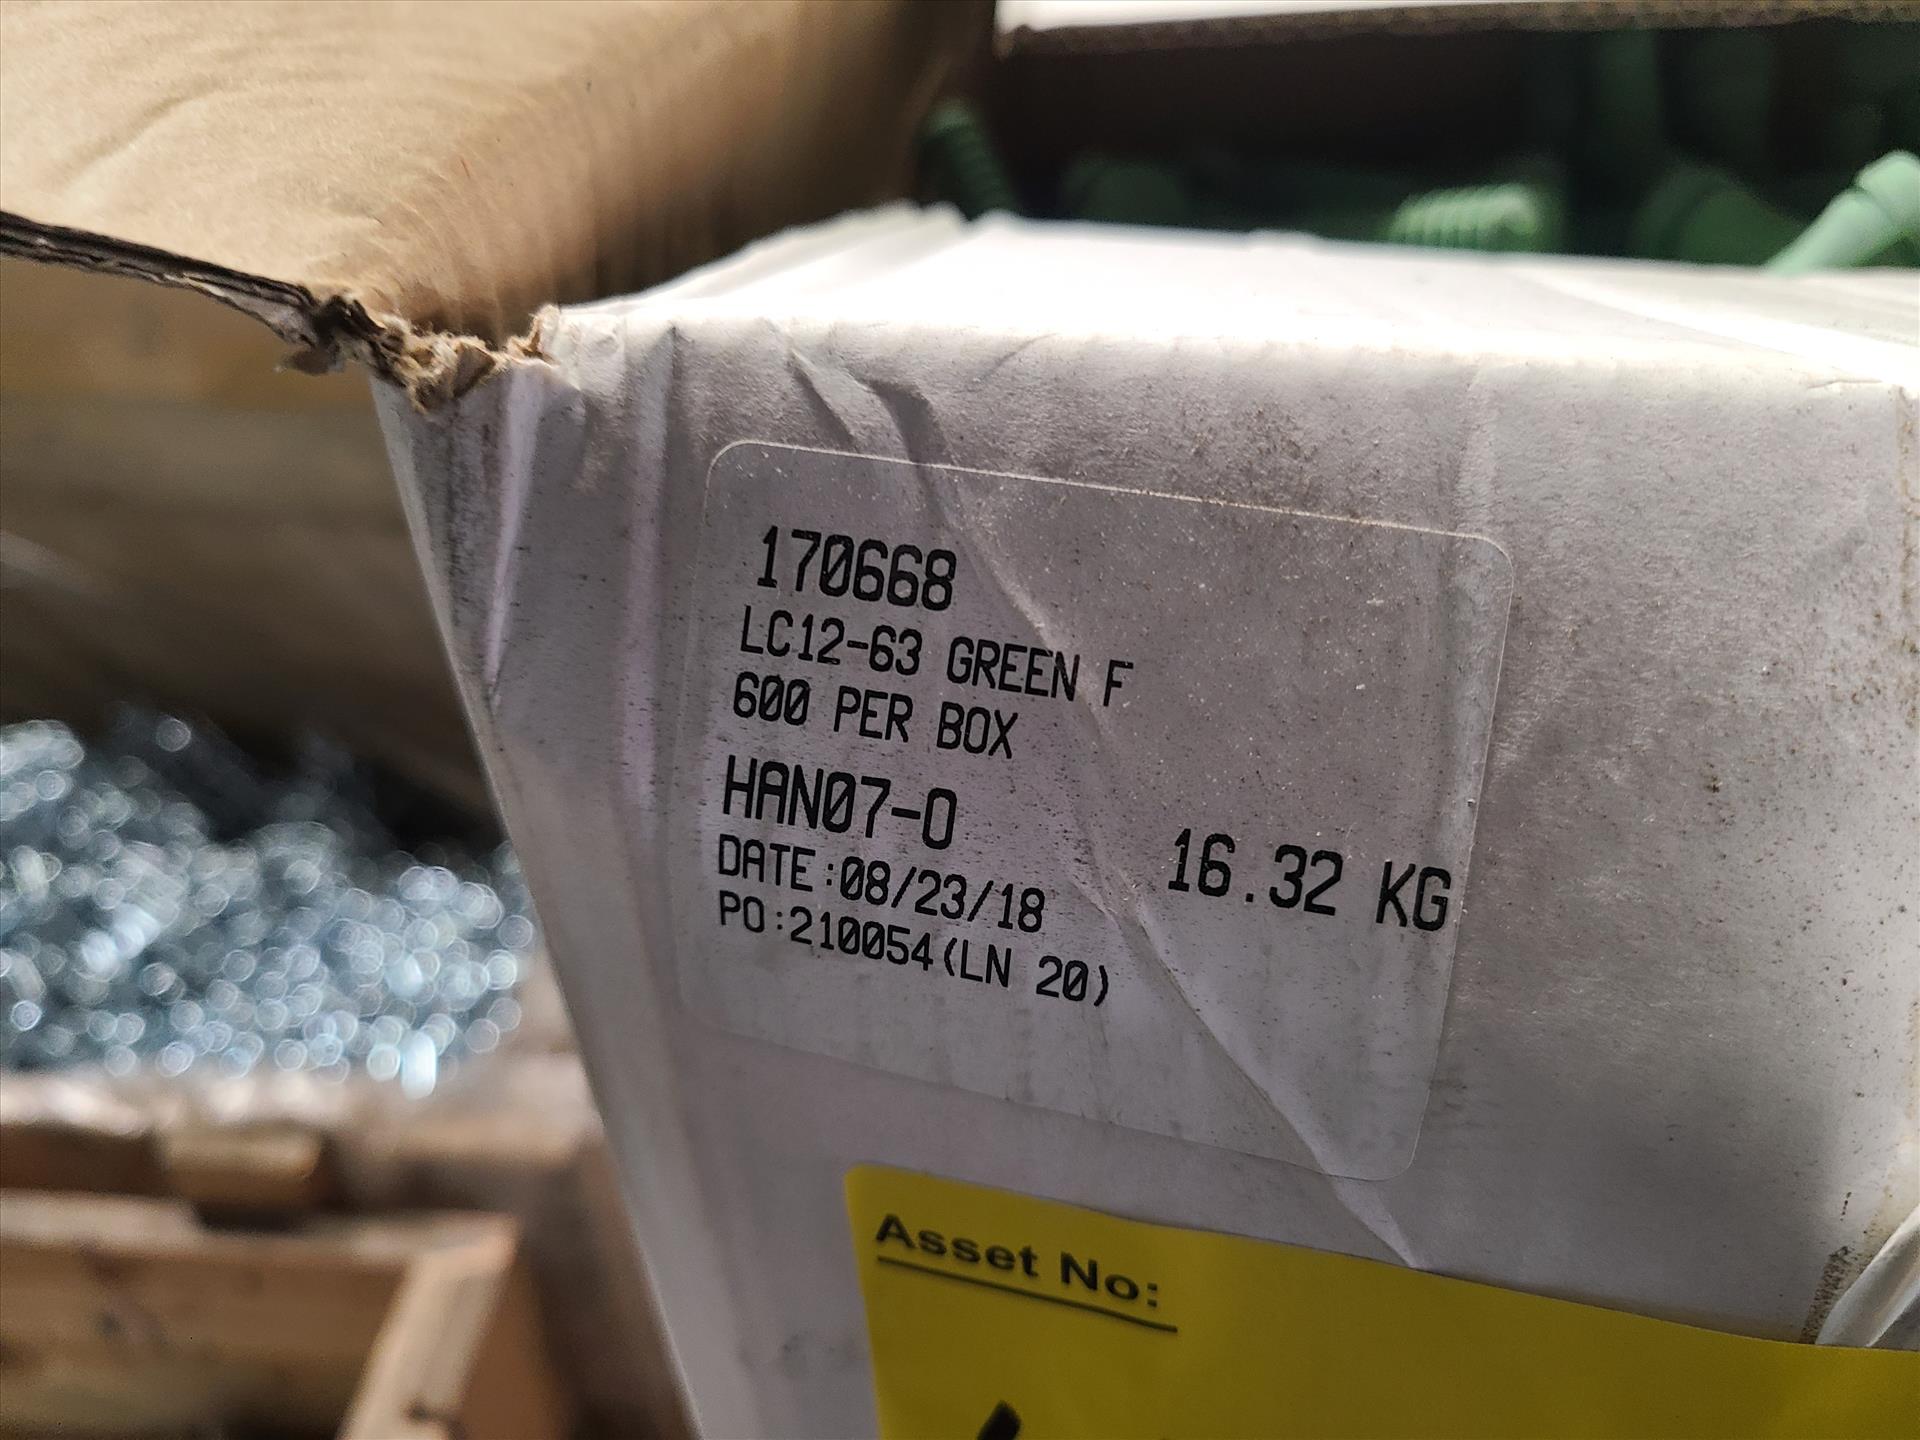 170668
LC12-63 GREEN F
600 PER BOX
HAN07-0
16.32 KG
DATE:08/23/18
PO:210054(LN 20)
Asset No: